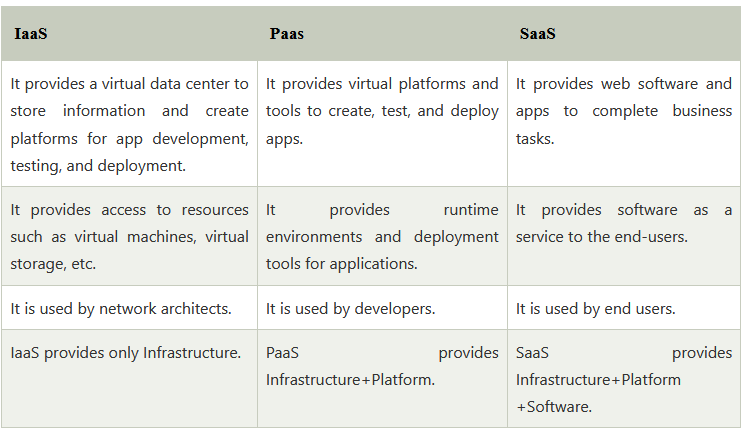 IaaS
Paas
SaaS
It provides a virtual data center to
store information and create
platforms for app development,
testing, and deployment.
It provides virtual platforms and
tools to create, test, and deploy
apps.
It provides web software and
apps to complete business
tasks.
It provides access to resources
such as virtual machines, virtual
storage, etc.
It provides runtime
environments and deployment
tools for applications.
It provides software as a
service to the end-users.
It is used by network architects.
It is used by developers.
It is used by end users.
IaaS provides only Infrastructure.
PaaS provides
Infrastructure+Platform.
SaaS provides
Infrastructure+Platform
+Software.